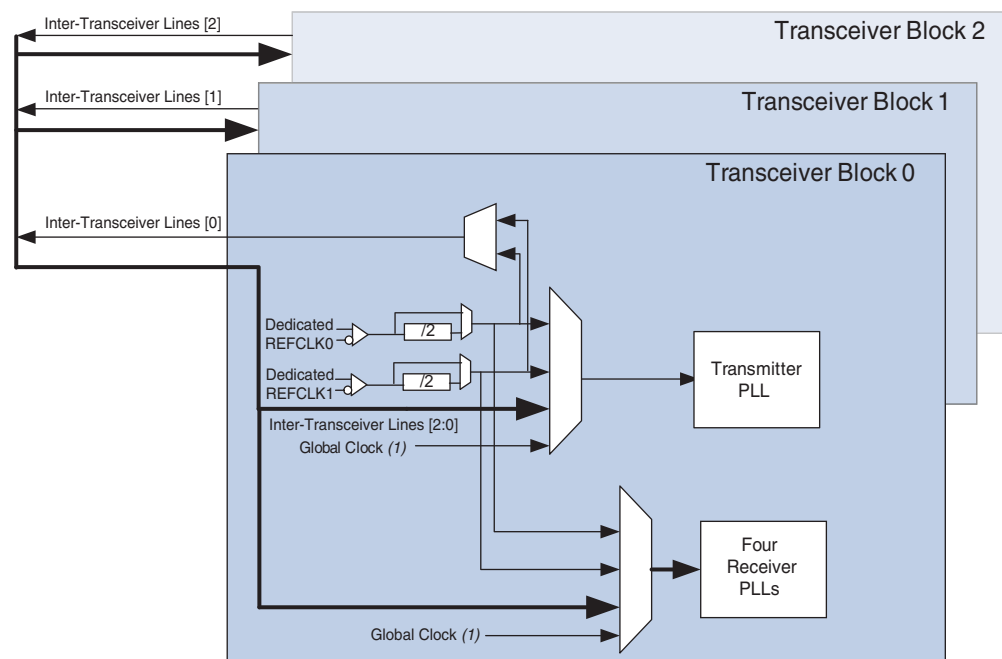 Inter-Transceiver Lines [2]
Transceiver Block 2
Inter-Transceiver Lines [1]
Transceiver Block 1
Transceiver Block 0
Inter-Transceiver Lines [0]
Dedicated
REFCLK0
/2
Dedicated
REFCLK1
/2
Transmitter
PLL
Inter-Transceiver Lines [2:0]
Global Clock (1)
Four
Receiver
PLLs
Global Clock (1)